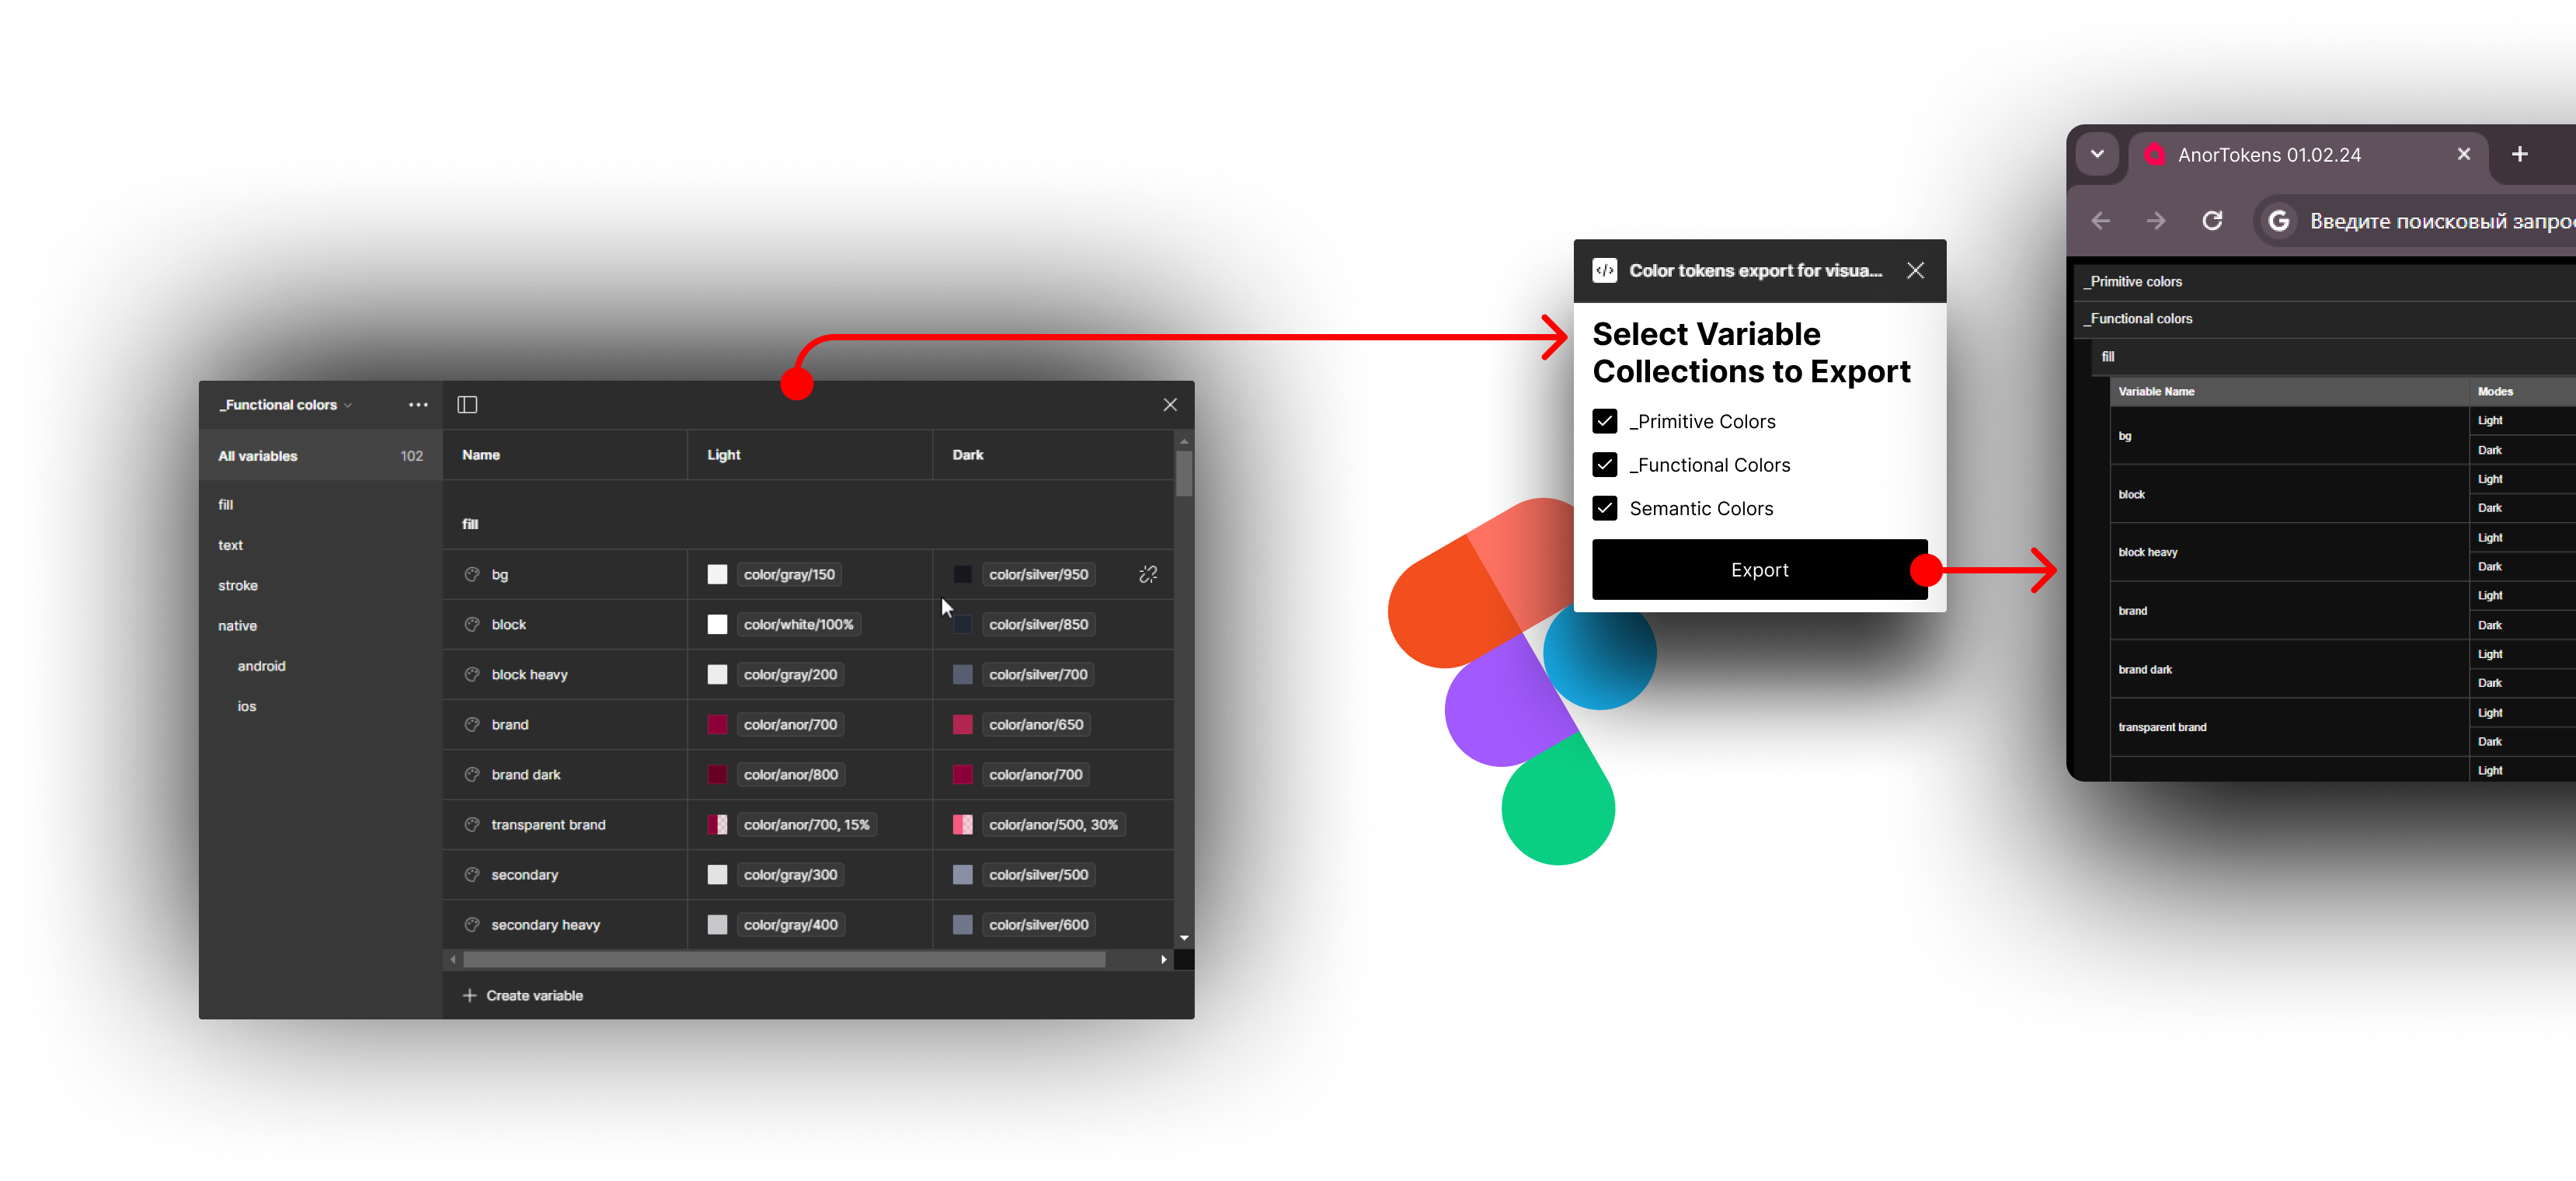 _Functional colors
All variables 102
fill
text
stroke
native
android
ios
Name Light Dark
fill
bg color/gray/150 color/silver/950
block color/white/100% color/silver/850
block heavy color/gray/200 color/silver/700
brand color/anor/700 color/anor/650
brand dark color/anor/800 color/anor/700
transparent brand color/anor/700, 15% color/anor/500, 30%
secondary color/gray/300 color/silver/500
secondary heavy color/gray/400 color/silver/600
Create variable
Color tokens export for visua...
Select Variable
Collections to Export
_Primitive Colors
_Functional Colors
Semantic Colors
Export
AnorTokens 01.02.24
Введите поисковый запро
_Primitive colors
_Functional colors
fill
Variable Name Modes
bg
Light
Dark
block
Light
Dark
block heavy
Light
Dark
brand
Light
Dark
brand dark
Light
Dark
transparent brand
Light
Dark
Light